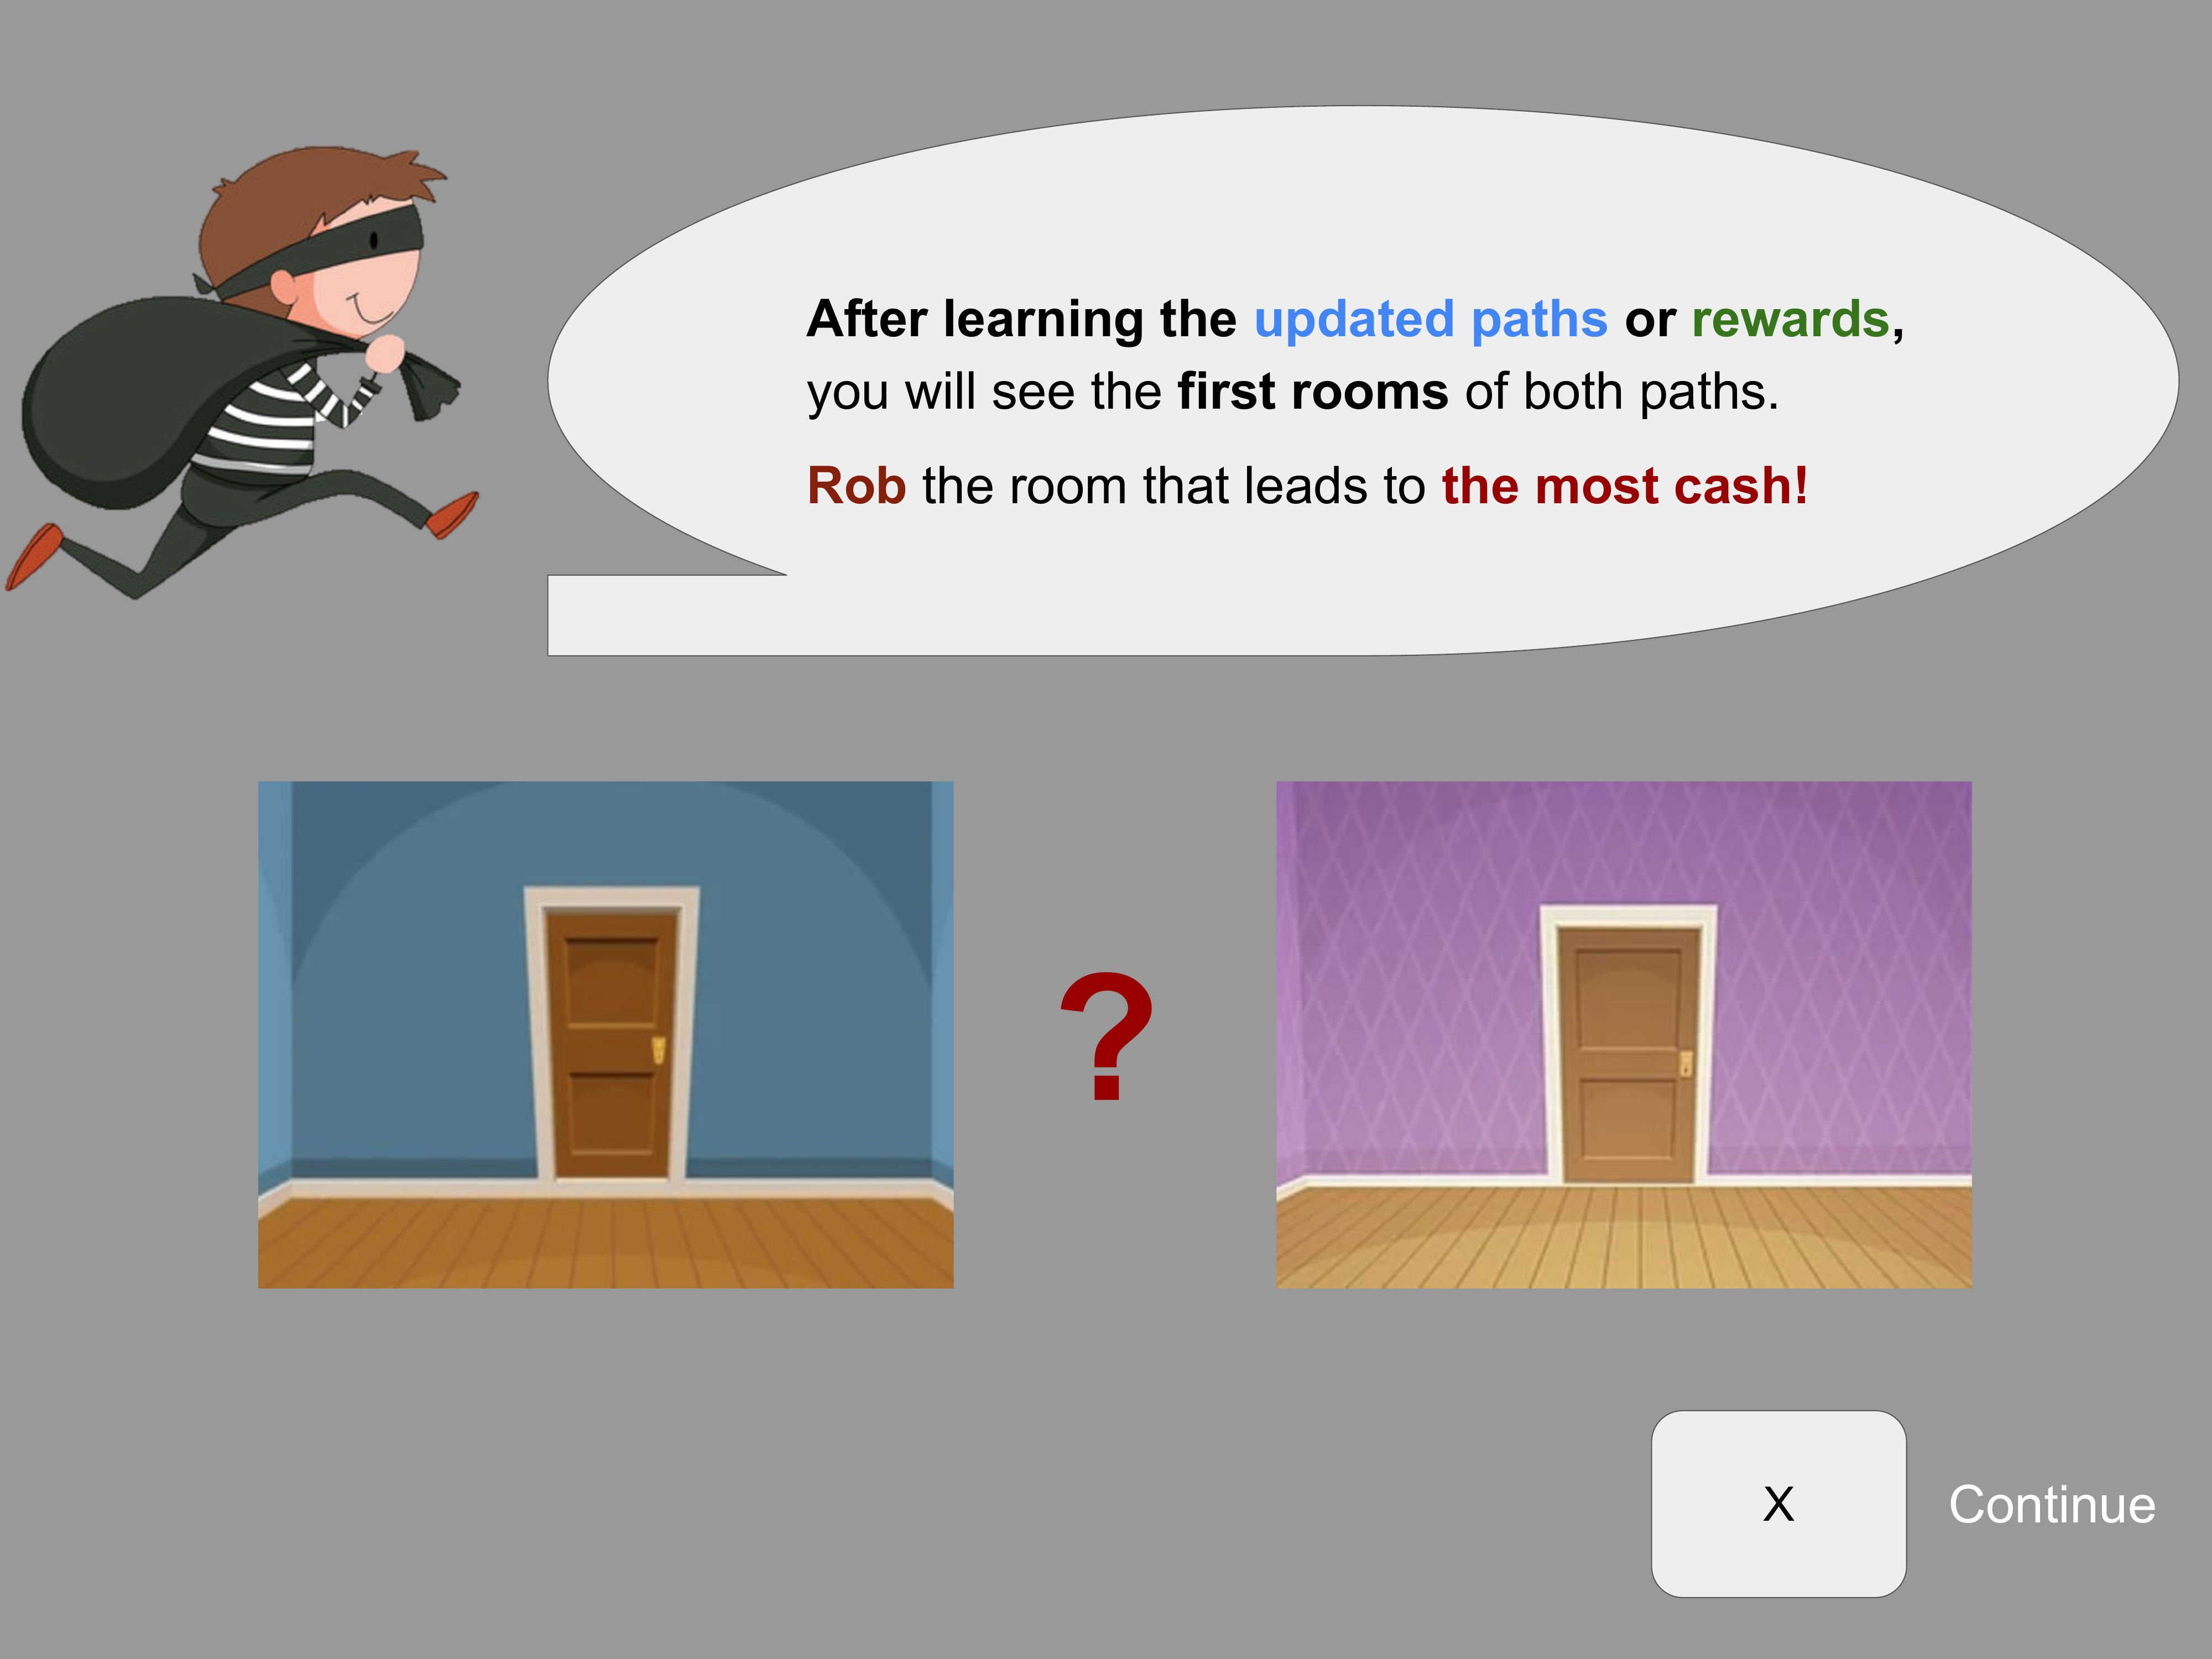 After learning the updated paths or rewards,
you will see the first rooms of both paths.
Rob the room that leads to the most cash!
?
X
Continue